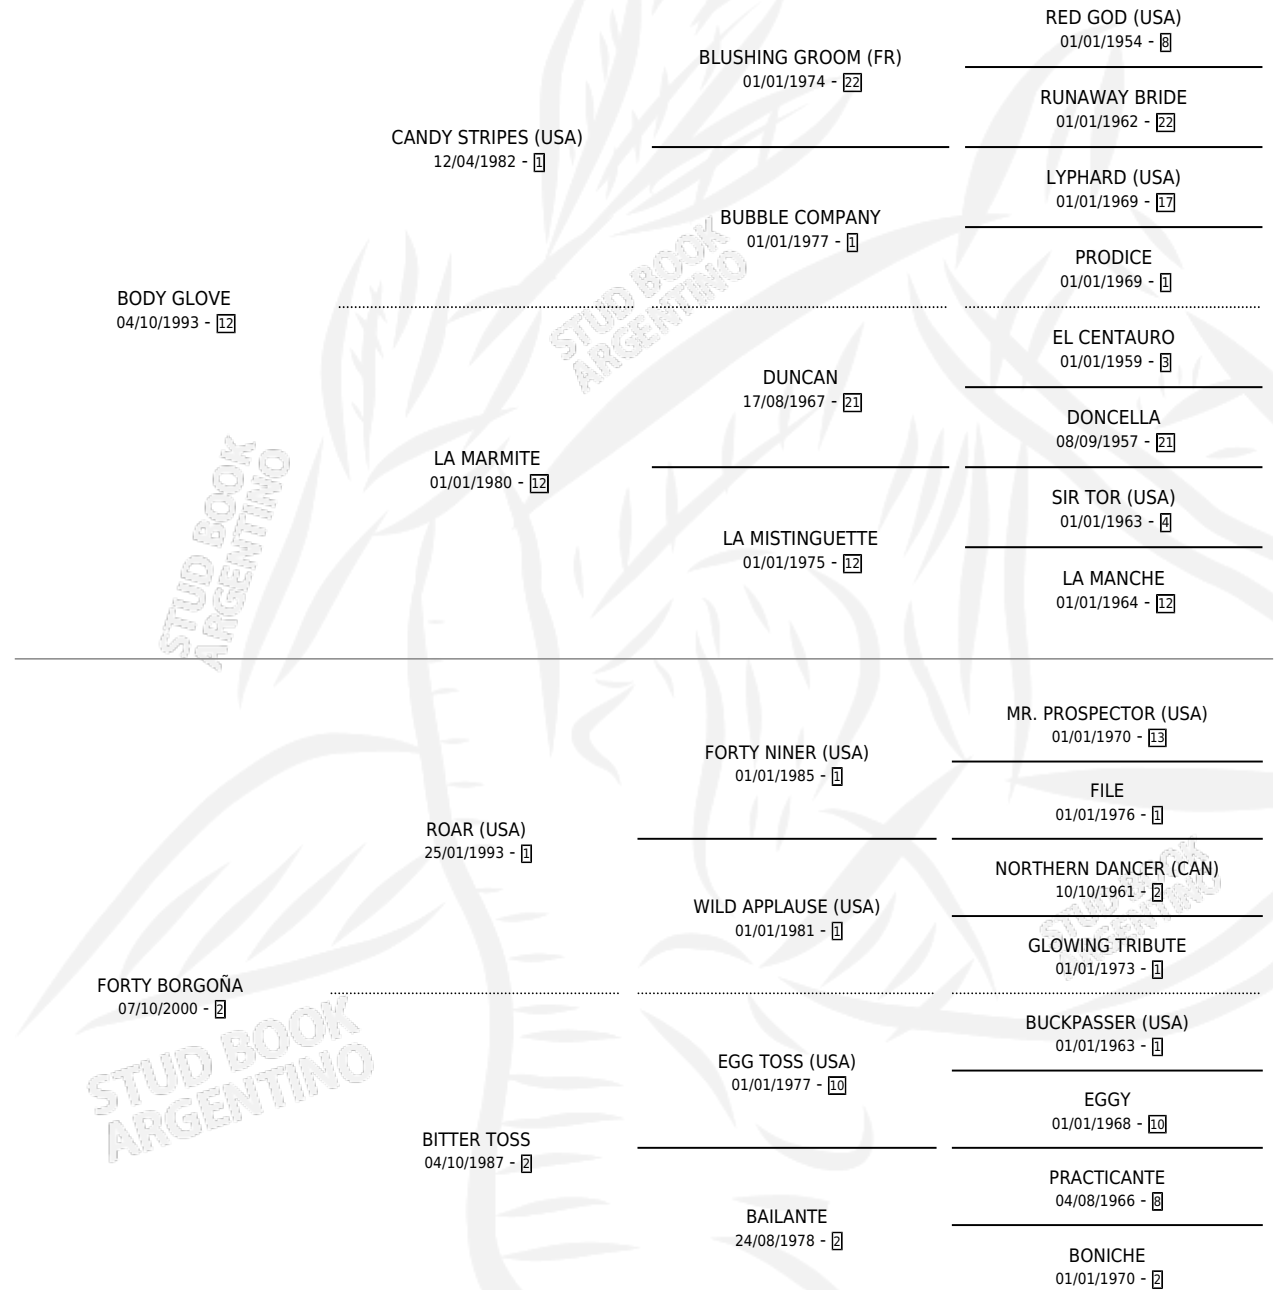 RED GOD (USA)
01/01/1954 - 8
BLUSHING GROOM (FR)
01/01/1974 - 22
RUNAWAY BRIDE
01/01/1962 - 22
CANDY STRIPES (USA)
12/04/1982 - 1
LYPHARD (USA)
01/01/1969 - 17
BUBBLE COMPANY
01/01/1977 - 1
PRODICE
01/01/1969 - 1
BODY GLOVE
04/10/1993 - 12
EL CENTAURO
01/01/1959 - 3
DUNCAN
17/08/1967 - 21
DONCELLA
08/09/1957 - 21
LA MARMITE
01/01/1980 - 12
SIR TOR (USA)
01/01/1963 - 4
LA MISTINGUETTE
01/01/1975 - 12
LA MANCHE
01/01/1964 - 12
MR. PROSPECTOR (USA)
01/01/1970 - 13
FORTY NINER (USA)
01/01/1985 - 1
FILE
01/01/1976 - 1
ROAR (USA)
25/01/1993 - 1
NORTHERN DANCER (CAN)
10/10/1961 - 2
WILD APPLAUSE (USA)
01/01/1981 - 1
GLOWING TRIBUTE
01/01/1973 - 1
FORTY BORGOÑA
07/10/2000 - 2
BUCKPASSER (USA)
01/01/1963 - 1
EGG TOSS (USA)
01/01/1977 - 10
EGGY
01/01/1968 - 10
BITTER TOSS
04/10/1987 - 2
PRACTICANTE
04/08/1966 - 8
BAILANTE
24/08/1978 - 2
BONICHE
01/01/1970 - 2
STUD BOOK
ARGENTINO
STUD BOOK
ARGENTINO
STUD BOOK
ARGENTINO
STUD BOOK
ARGENTINO